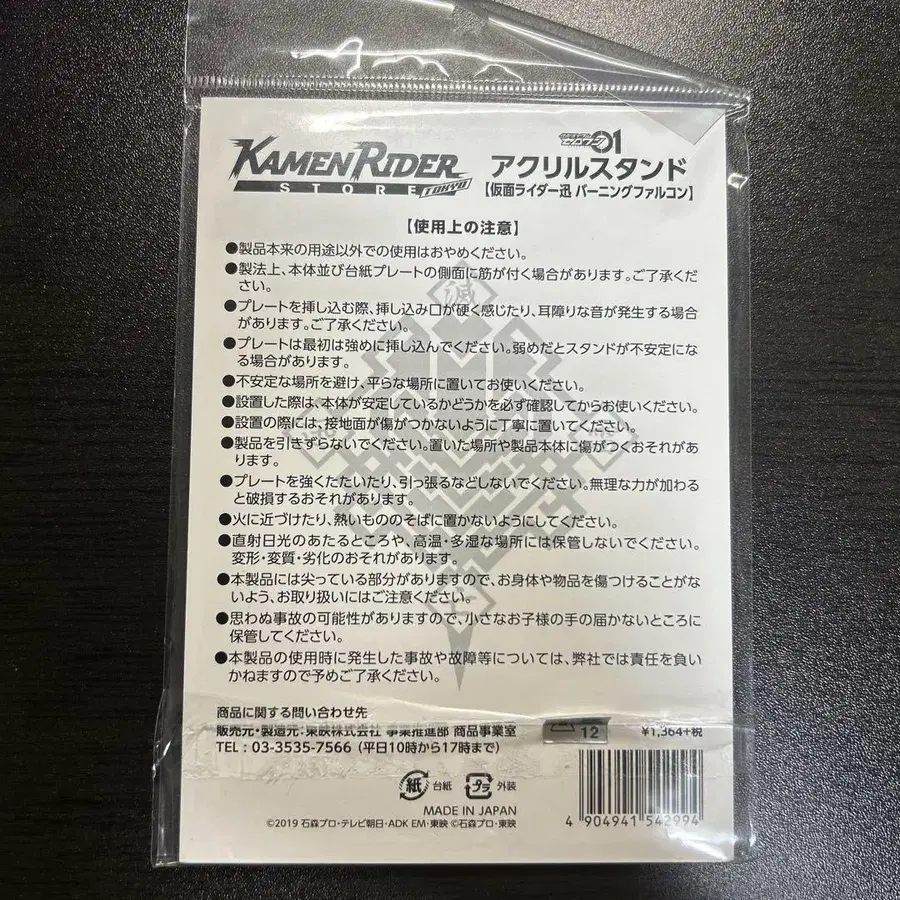 KAMEN RIDER
STORE TOKYO
仮面ライダー
ゼロワン 01
アクリルスタンド
【仮面ライダー迅 バーニングファルコン】
【使用上の注意】
●製品本来の用途以外での使用はおやめください。
●製法上、本体並び台紙プレートの側面に筋が付く場合があります。ご了承くだ
さい。
●プレートを挿し込む際、挿し込み口が硬く感じたり、耳障りな音が発生する場合
があります。ご了承ください。
●プレートは最初は強めに挿し込んでください。弱めだとスタンドが不安定にな
る場合があります。
●不安定な場所を避け、平らな場所に置いてお使いください。
●設置した際は、本体が安定しているかどうかを必ず確認してからお使いください。
●設置の際には、接地面が傷がつかないように丁寧に置いてください。
●製品を引きずらないでください。置いた場所や製品本体に傷がつくおそれがあ
ります。
●プレートを強くたたいたり、引っ張るなどしないでください。無理な力が加わる
と破損するおそれがあります。
●火に近づけたり、熱いもののそばに置かないようにしてください。
●直射日光のあたるところや、高温・多湿な場所には保管しないでください。
変形・変質・劣化のおそれがあります。
●本製品には尖っている部分がありますので、お身体や物品を傷つけることがな
いよう、お取り扱いにはご注意ください。
●思わぬ事故の可能性がありますので、小さなお子様の手の届かないところに
保管してください。
●本製品の使用時に発生した事故や故障等については、弊社では責任を負い
かねますので予めご了承ください。
滅
商品に関する問い合わせ先
販売元・製造元：東映株式会社 事業推進部 商品事業室
TEL：03-3535-7566（平日10時から17時まで）
12
¥1,364+税
紙 台紙 プラ 外装
MADE IN JAPAN
©2019 石森プロ・テレビ朝日・ADK EM・東映 ©石森プロ・東映
4 904941 542994